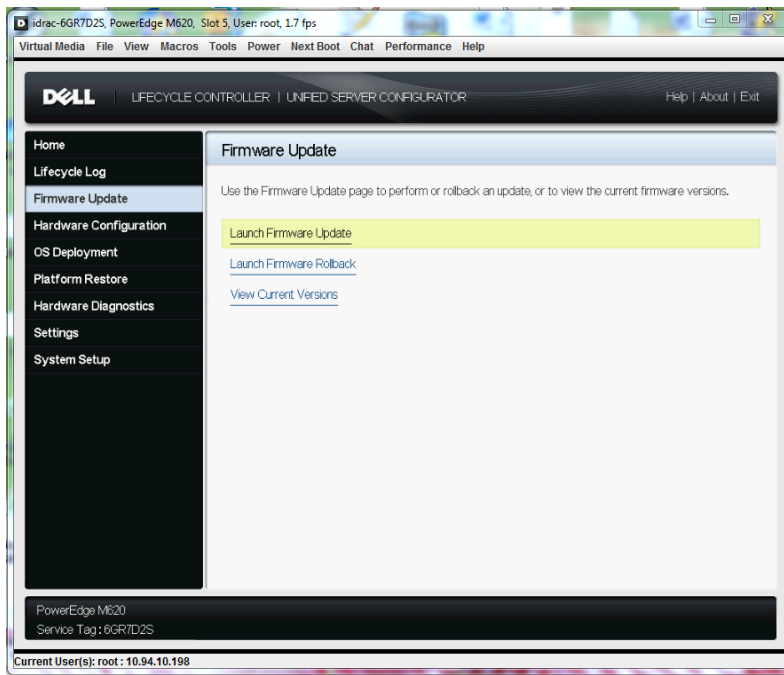 idrac-6GR7D2S, PowerEdge M620, Slot 5, User: root, 1.7 fps
Virtual Media File View Macros Tools Power Next Boot Chat Performance Help
DELL LIFECYCLE CONTROLLER | UNIFIED SERVER CONFIGURATOR Help | About | Exit
Home
Lifecycle Log
Firmware Update
Hardware Configuration
OS Deployment
Platform Restore
Hardware Diagnostics
Settings
System Setup
Firmware Update
Use the Firmware Update page to perform or rollback an update, or to view the current firmware versions.
Launch Firmware Update
Launch Firmware Rollback
View Current Versions
PowerEdge M620
Service Tag : 6GR7D2S
Current User(s): root : 10.94.10.198